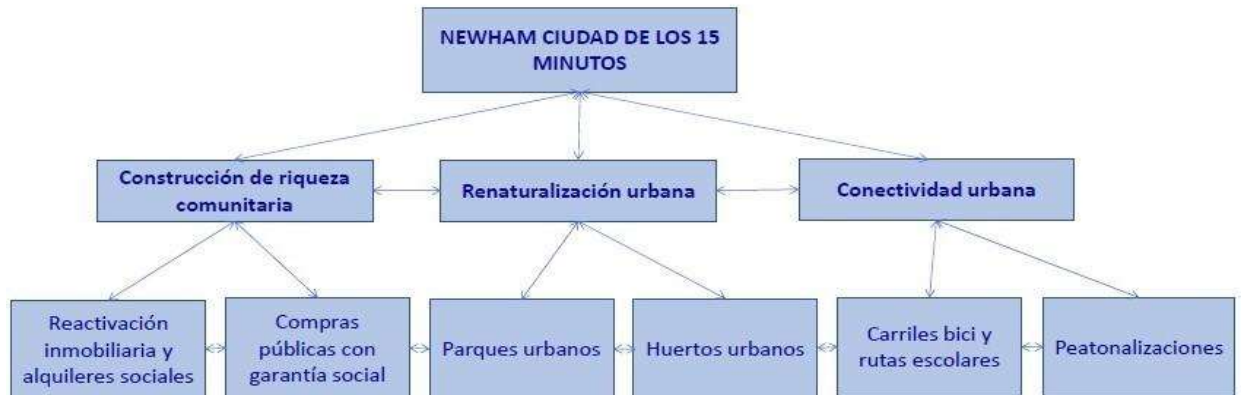 NEWHAM CIUDAD DE LOS 15
MINUTOS
Construcción de riqueza
comunitaria
Renaturalización urbana
Conectividad urbana
Reactivación
inmobiliaria y
alquileres sociales
Compras
públicas con
garantía social
Parques urbanos
Huertos urbanos
Carriles bici y
rutas escolares
Peatonalizaciones